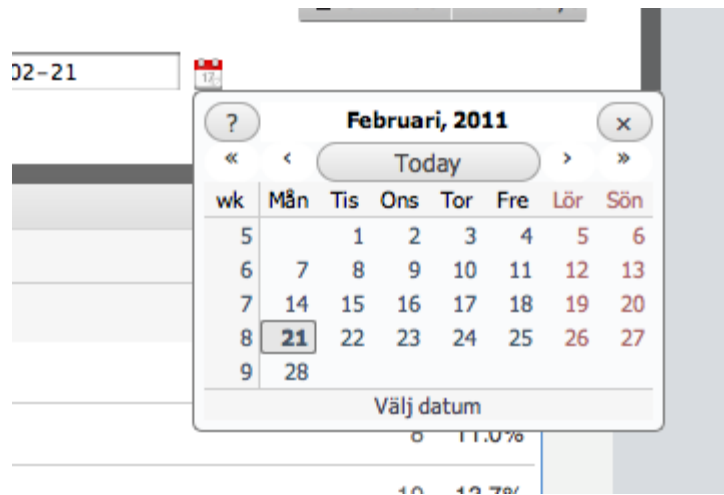 02-21
?
Februari, 2011
×
«
‹
Today
›
»
wk Mån Tis Ons Tor Fre Lör Sön
5 1 2 3 4 5 6
6 7 8 9 10 11 12 13
7 14 15 16 17 18 19 20
8 21 22 23 24 25 26 27
9 28
Välj datum
11.0%